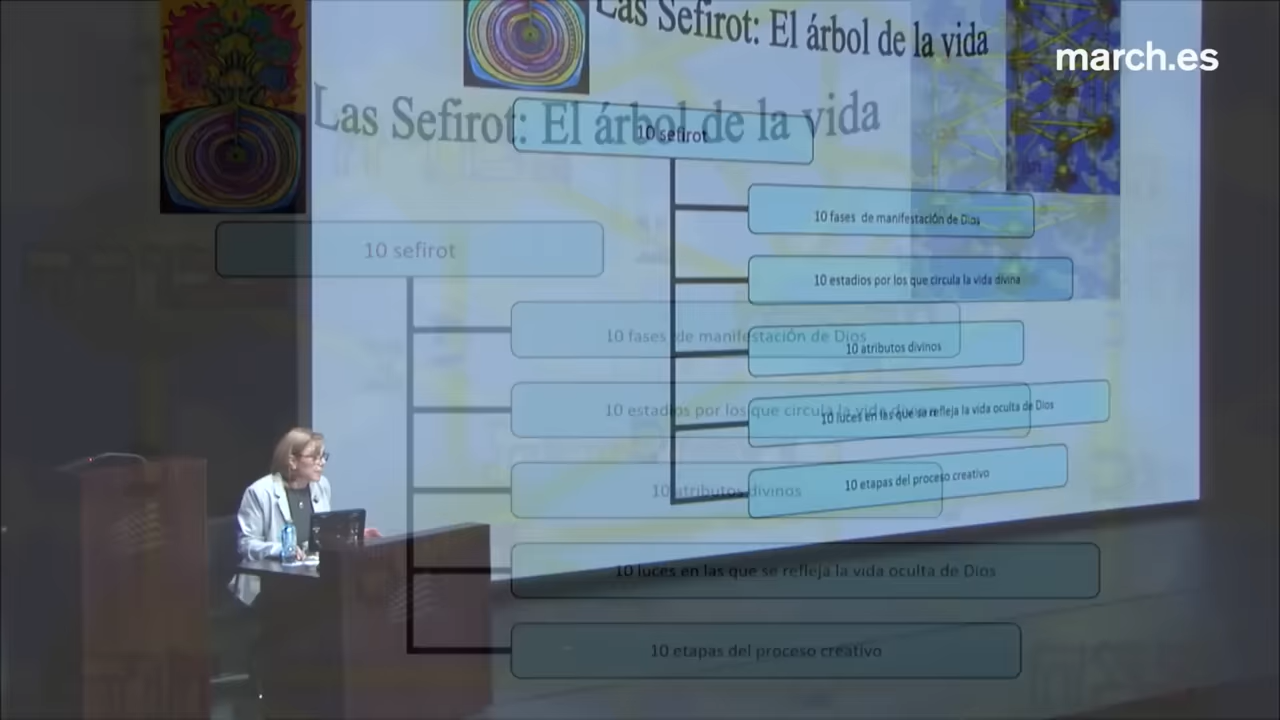 Las Sefirot: El árbol de la vida
march.es
Las Sefirot: El árbol de la vida
10 sefirot
10 fases de manifestación de Dios
10 estadios por los que circula la vida divina
10 atributos divinos
10 luces en las que se refleja la vida oculta de Dios
10 etapas del proceso creativo
10 sefirot
10 fases de manifestación de Dios
10 estadios por los que circula la vida divina
10 atributos divinos
10 luces en las que se refleja la vida oculta de Dios
10 etapas del proceso creativo